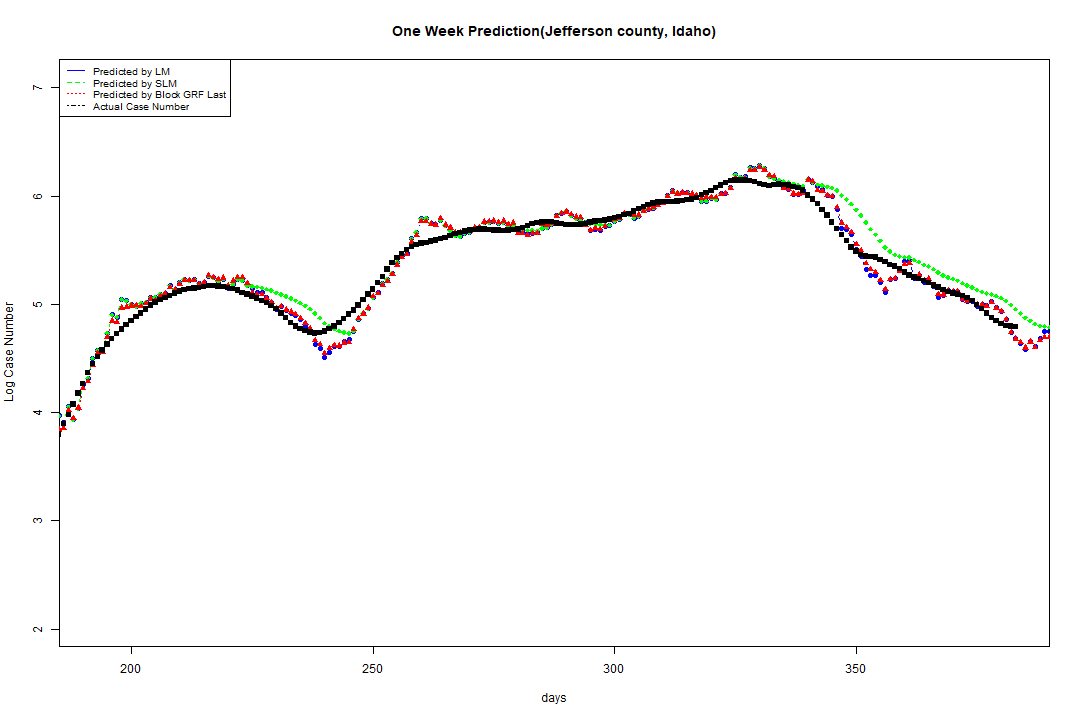 One Week Prediction(Jefferson county, Idaho)
Predicted by LM
Predicted by SLM
Predicted by Block GRF Last
Actual Case Number
7
6
5
4
3
2
Log Case Number
200 250 300 350
days